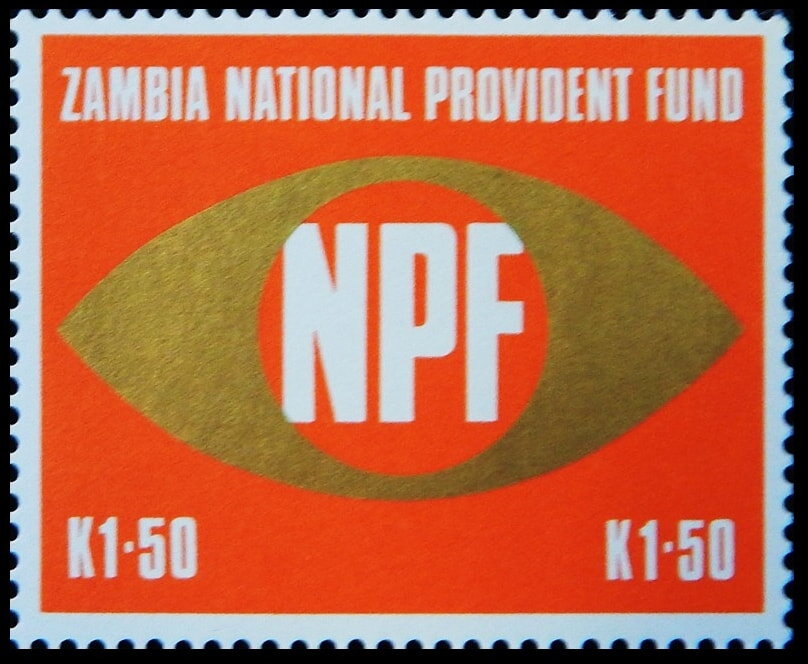 ZAMBIA NATIONAL PROVIDENT FUND
NPF
K1·50 K1·50